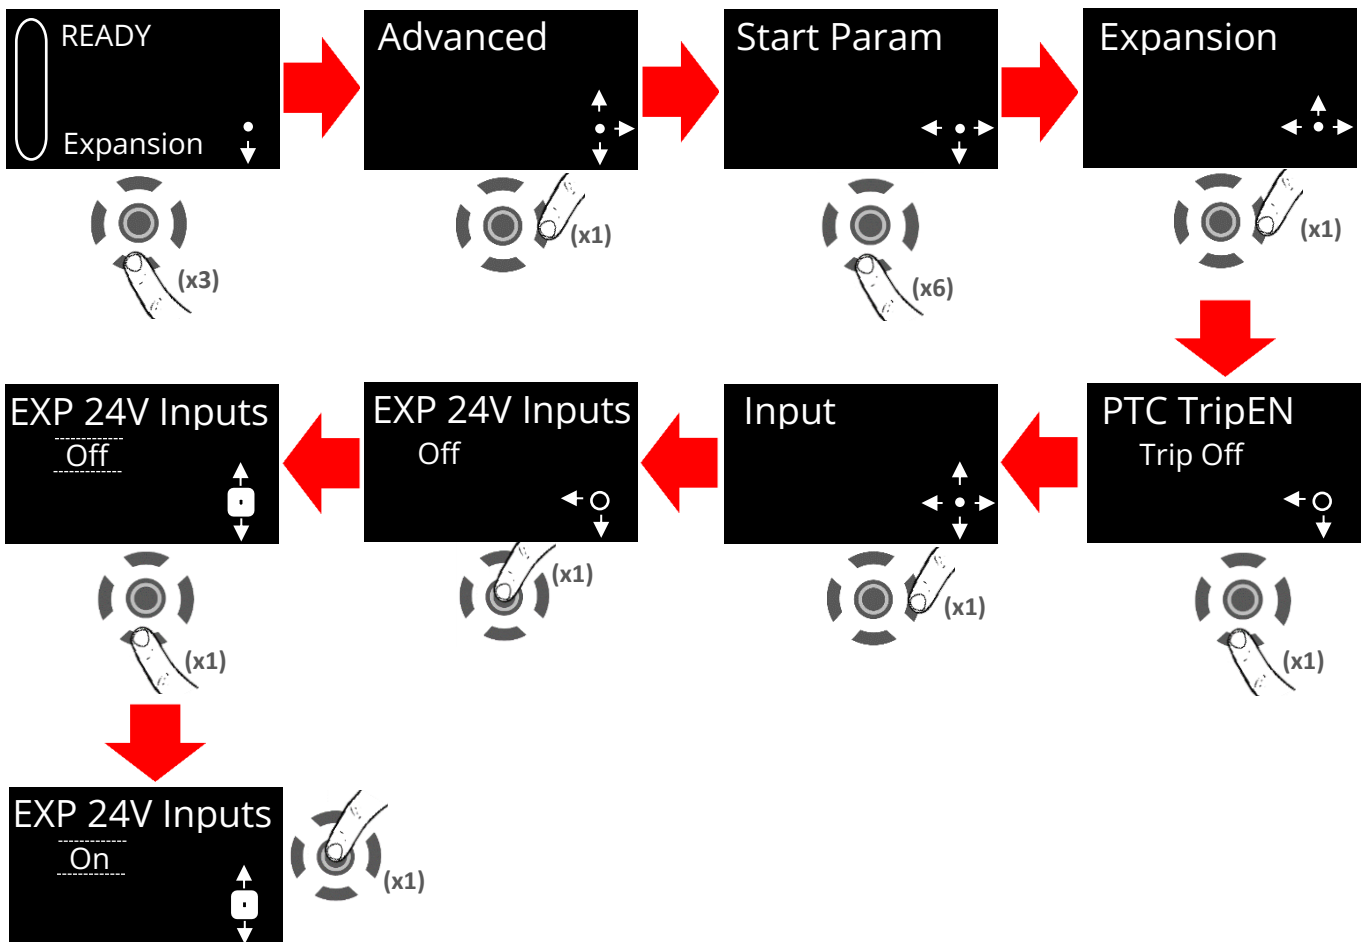 READY
Expansion
(x3)
Advanced
(x1)
Start Param
(x6)
Expansion
(x1)
PTC TripEN
Trip Off
(x1)
Input
(x1)
EXP 24V Inputs
Off
(x1)
EXP 24V Inputs
Off
(x1)
EXP 24V Inputs
On
(x1)